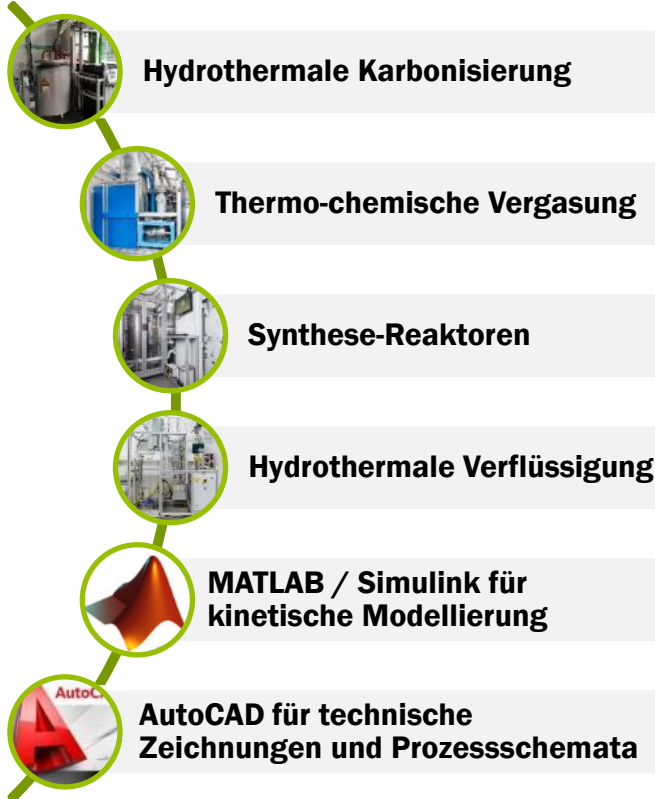 Hydrothermale Karbonisierung
Thermo-chemische Vergasung
Synthese-Reaktoren
Hydrothermale Verflüssigung
MATLAB / Simulink für
kinetische Modellierung
AutoCAD für technische
Zeichnungen und Prozessschemata